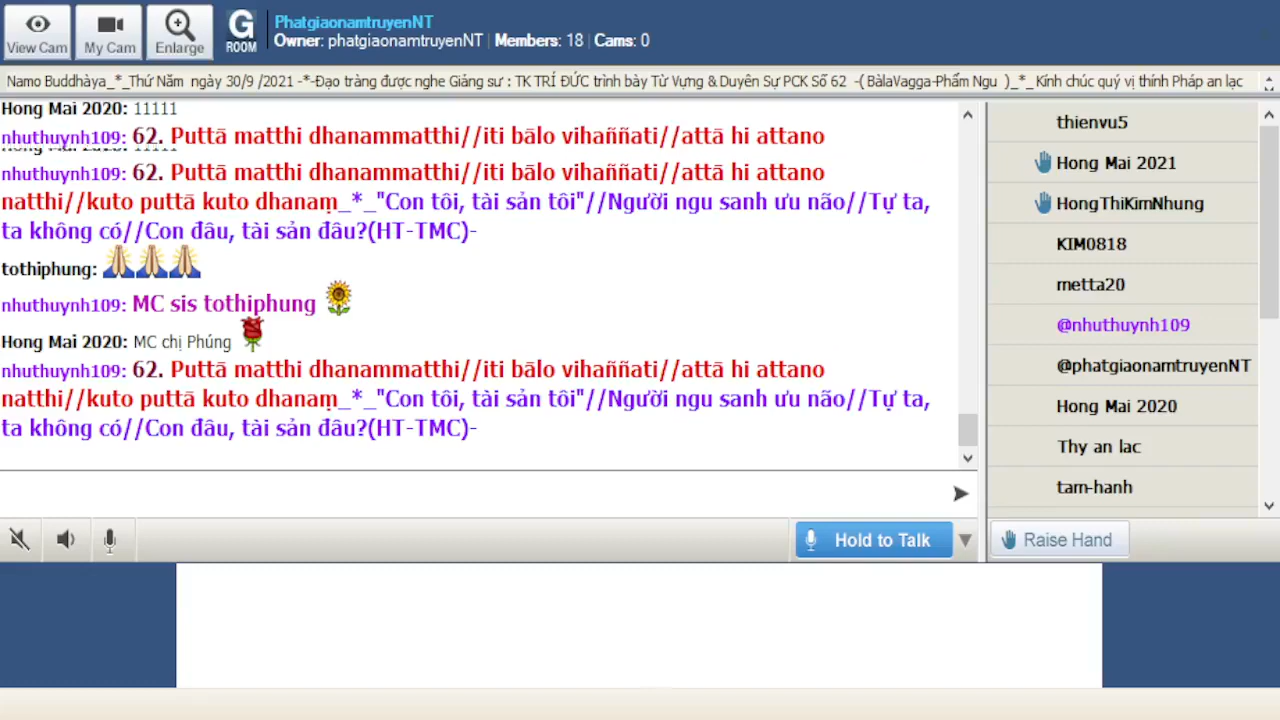 View Cam
My Cam
Enlarge
G
ROOM
PhatgiaonamtruyenNT
Owner: phatgiaonamtruyenNT | Members: 18 | Cams: 0
Namo Buddhàya_*_Thứ Năm ngày 30/9 /2021 -*-Đạo tràng được nghe Giảng sư : TK TRÍ ĐỨC trình bày Từ Vựng & Duyên Sự PCK Số 62 -( BàlaVagga-Phẩm Ngu )_*_ Kính chúc quý vị thính Pháp an lạc
Hong Mai 2020: 11111
nhuthuynh109: 62. Puttā matthi dhanammatthi//iti bālo vihaññati//attā hi attano
Hong Mai 2020: 11111
nhuthuynh109: 62. Puttā matthi dhanammatthi//iti bālo vihaññati//attā hi attano
natthi//kuto puttā kuto dhanaṃ_*_"Con tôi, tài sản tôi"//Người ngu sanh ưu não//Tự ta,
ta không có//Con đâu, tài sản đâu?(HT-TMC)-
tothiphung:
nhuthuynh109: MC sis tothiphung
Hong Mai 2020: MC chị Phúng
nhuthuynh109: 62. Puttā matthi dhanammatthi//iti bālo vihaññati//attā hi attano
natthi//kuto puttā kuto dhanaṃ_*_"Con tôi, tài sản tôi"//Người ngu sanh ưu não//Tự ta,
ta không có//Con đâu, tài sản đâu?(HT-TMC)-
Hold to Talk
thienvu5
Hong Mai 2021
HongThiKimNhung
KIM0818
metta20
@nhuthuynh109
@phatgiaonamtruyenNT
Hong Mai 2020
Thy an lac
tam-hanh
Raise Hand